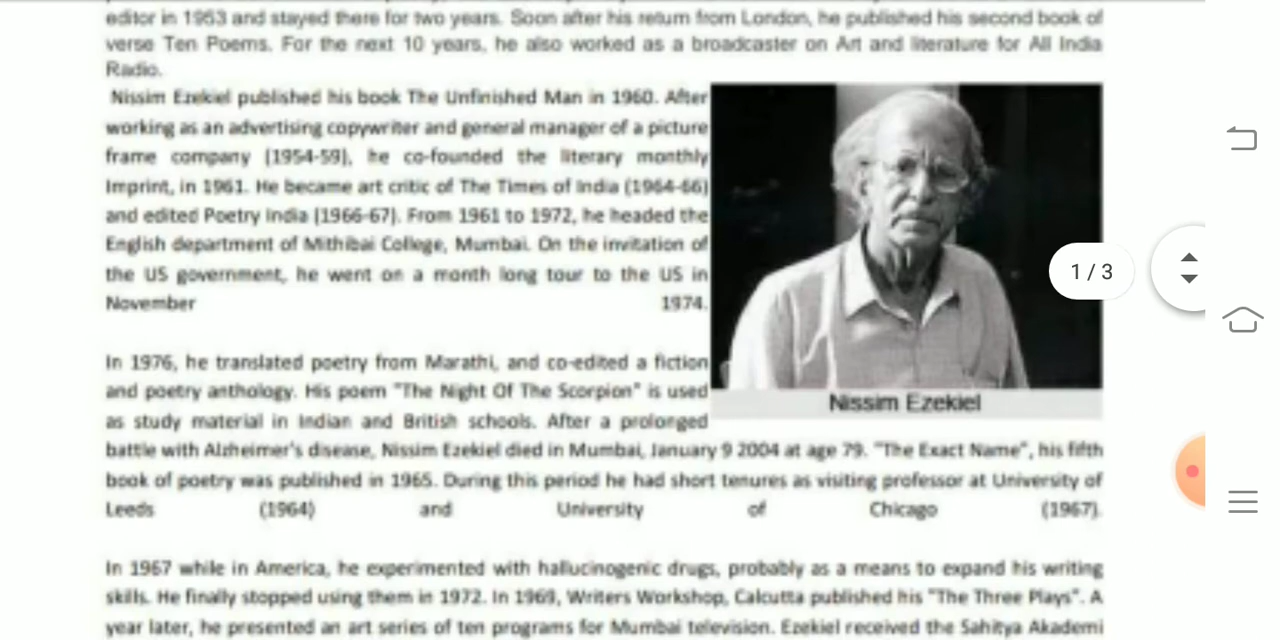 editor in 1953 and stayed there for two years. Soon after his return from London, he published his second book of
verse Ten Poems. For the next 10 years, he also worked as a broadcaster on Art and literature for All India
Radio.
Nissim Ezekiel published his book The Unfinished Man in 1960. After
working as an advertising copywriter and general manager of a picture
frame company (1954-59), he co-founded the literary monthly
Imprint, in 1961. He became art critic of The Times of India (1964-66)
and edited Poetry India (1966-67). From 1961 to 1972, he headed the
English department of Mithibai College, Mumbai. On the invitation of
the US government, he went on a month long tour to the US in
November 1974.
In 1976, he translated poetry from Marathi, and co-edited a fiction
and poetry anthology. His poem "The Night Of The Scorpion" is used
as study material in Indian and British schools. After a prolonged
battle with Alzheimer's disease, Nissim Ezekiel died in Mumbai, January 9 2004 at age 79. "The Exact Name", his fifth
book of poetry was published in 1965. During this period he had short tenures as visiting professor at University of
Leeds (1964) and University of Chicago (1967).
In 1967 while in America, he experimented with hallucinogenic drugs, probably as a means to expand his writing
skills. He finally stopped using them in 1972. In 1969, Writers Workshop, Calcutta published his "The Three Plays". A
year later, he presented an art series of ten programs for Mumbai television. Ezekiel received the Sahitya Akademi
Nissim Ezekiel
1 / 3